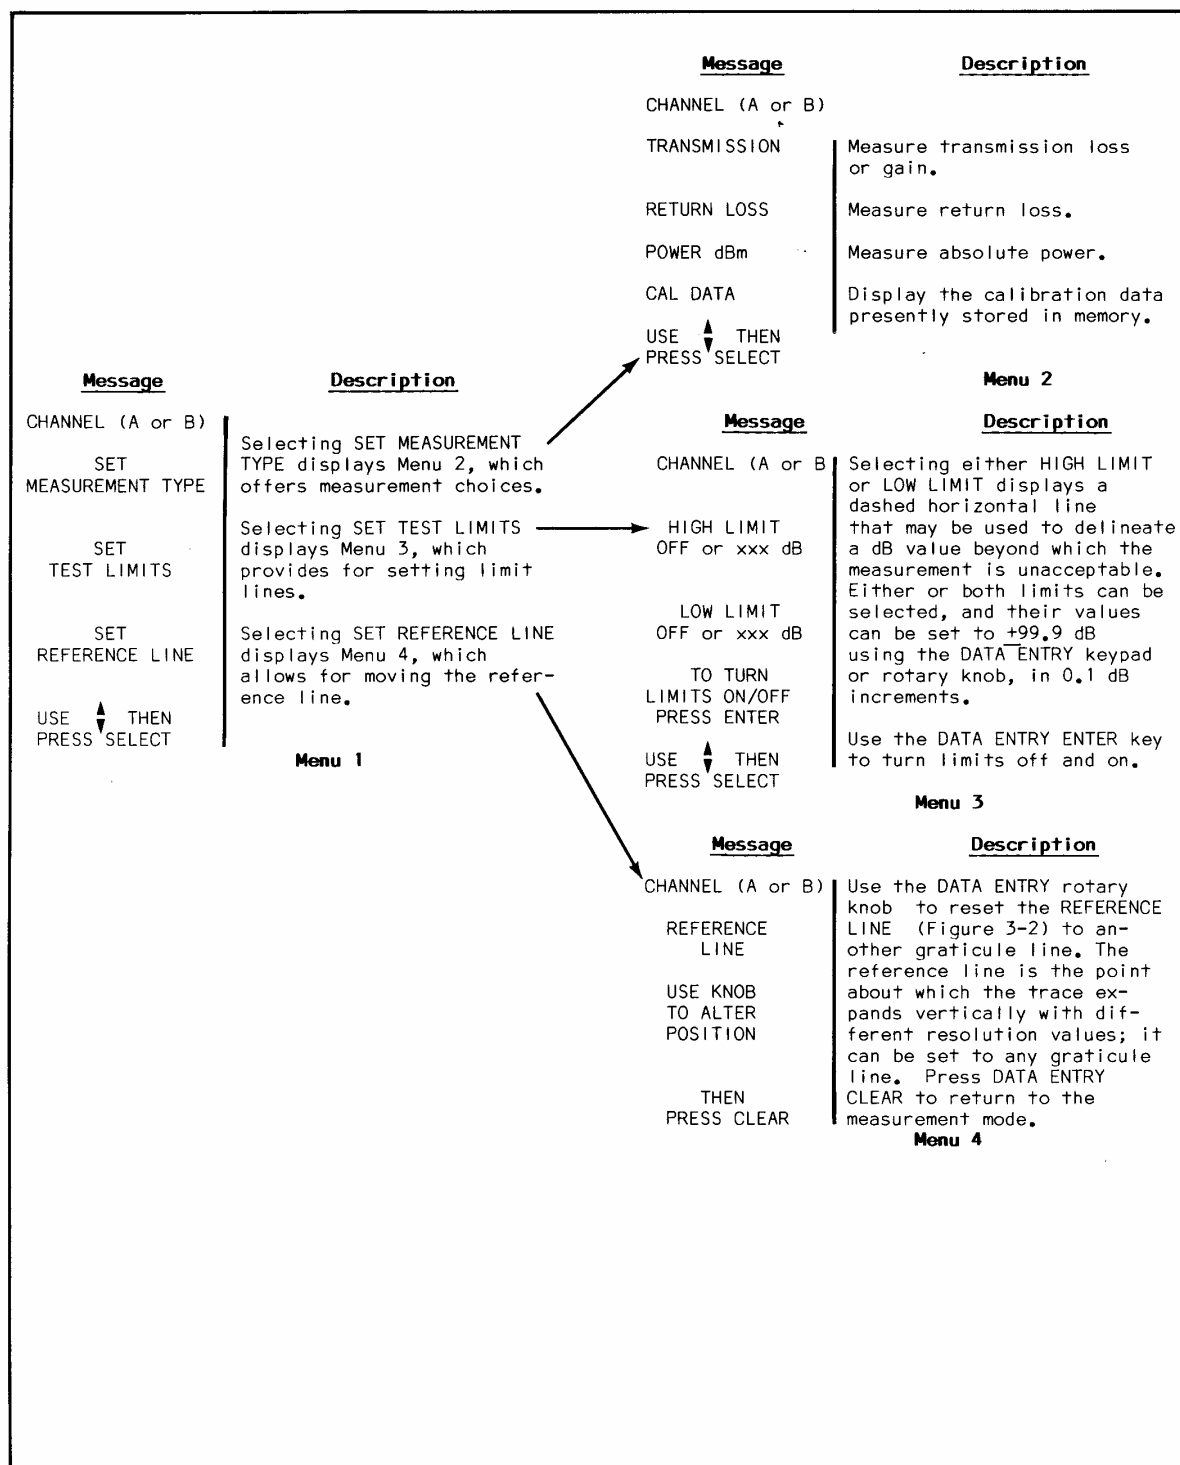 Message Description
CHANNEL (A or B)
TRANSMISSION Measure transmission loss
or gain.
RETURN LOSS Measure return loss.
POWER dBm Measure absolute power.
CAL DATA Display the calibration data
presently stored in memory.
USE ▲▼ THEN
PRESS SELECT
Menu 2
Message Description
CHANNEL (A or B)
Selecting SET MEASUREMENT
SET TYPE displays Menu 2, which
MEASUREMENT TYPE offers measurement choices.
Selecting SET TEST LIMITS
SET displays Menu 3, which
TEST LIMITS provides for setting limit
lines.
SET Selecting SET REFERENCE LINE
REFERENCE LINE displays Menu 4, which
allows for moving the refer-
ence line.
USE ▲▼ THEN
PRESS SELECT
Menu 1
Message Description
CHANNEL (A or B Selecting either HIGH LIMIT
or LOW LIMIT displays a
dashed horizontal line
HIGH LIMIT that may be used to delineate
OFF or xxx dB a dB value beyond which the
measurement is unacceptable.
Either or both limits can be
LOW LIMIT selected, and their values
OFF or xxx dB can be set to ±99.9 dB
using the DATA ENTRY keypad
TO TURN or rotary knob, in 0.1 dB
LIMITS ON/OFF increments.
PRESS ENTER
Use the DATA ENTRY ENTER key
USE ▲▼ THEN to turn limits off and on.
PRESS SELECT
Menu 3
Message Description
CHANNEL (A or B) Use the DATA ENTRY rotary
knob to reset the REFERENCE
REFERENCE LINE (Figure 3-2) to an-
LINE other graticule line. The
reference line is the point
USE KNOB about which the trace ex-
TO ALTER pands vertically with dif-
POSITION ferent resolution values; it
can be set to any graticule
line. Press DATA ENTRY
THEN CLEAR to return to the
PRESS CLEAR measurement mode.
Menu 4